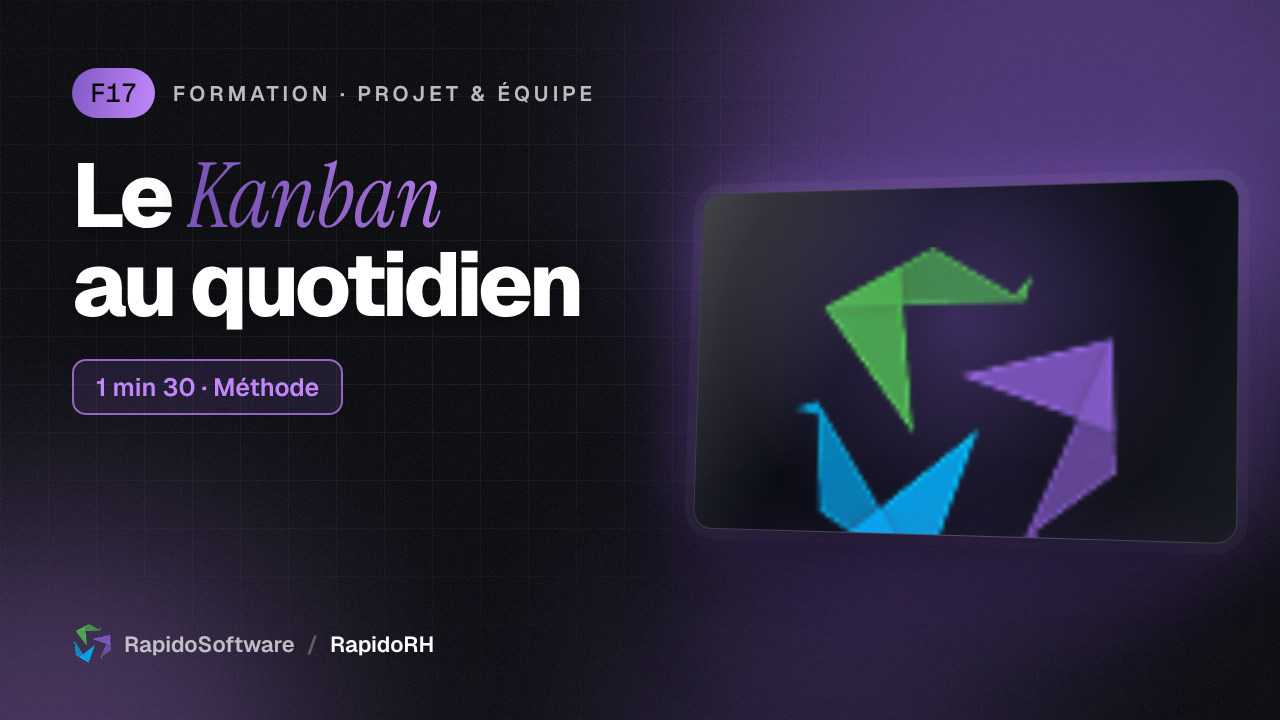 F17 FORMATION · PROJET & ÉQUIPE
Le Kanban
au quotidien
1 min 30 · Méthode
RapidoSoftware / RapidoRH